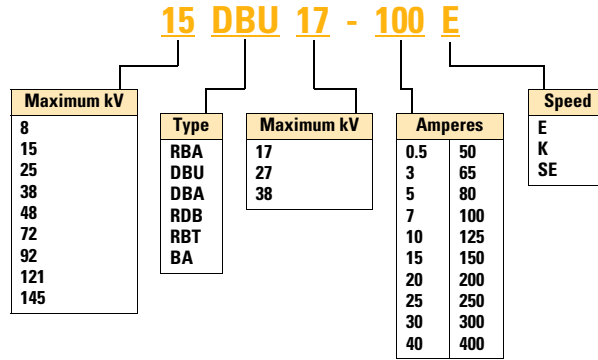 15 DBU 17 - 100 E
Maximum kV
8
15
25
38
48
72
92
121
145
Type
RBA
DBU
DBA
RDB
RBT
BA
Maximum kV
17
27
38
Amperes
0.5 50
3 65
5 80
7 100
10 125
15 150
20 200
25 250
30 300
40 400
Speed
E
K
SE